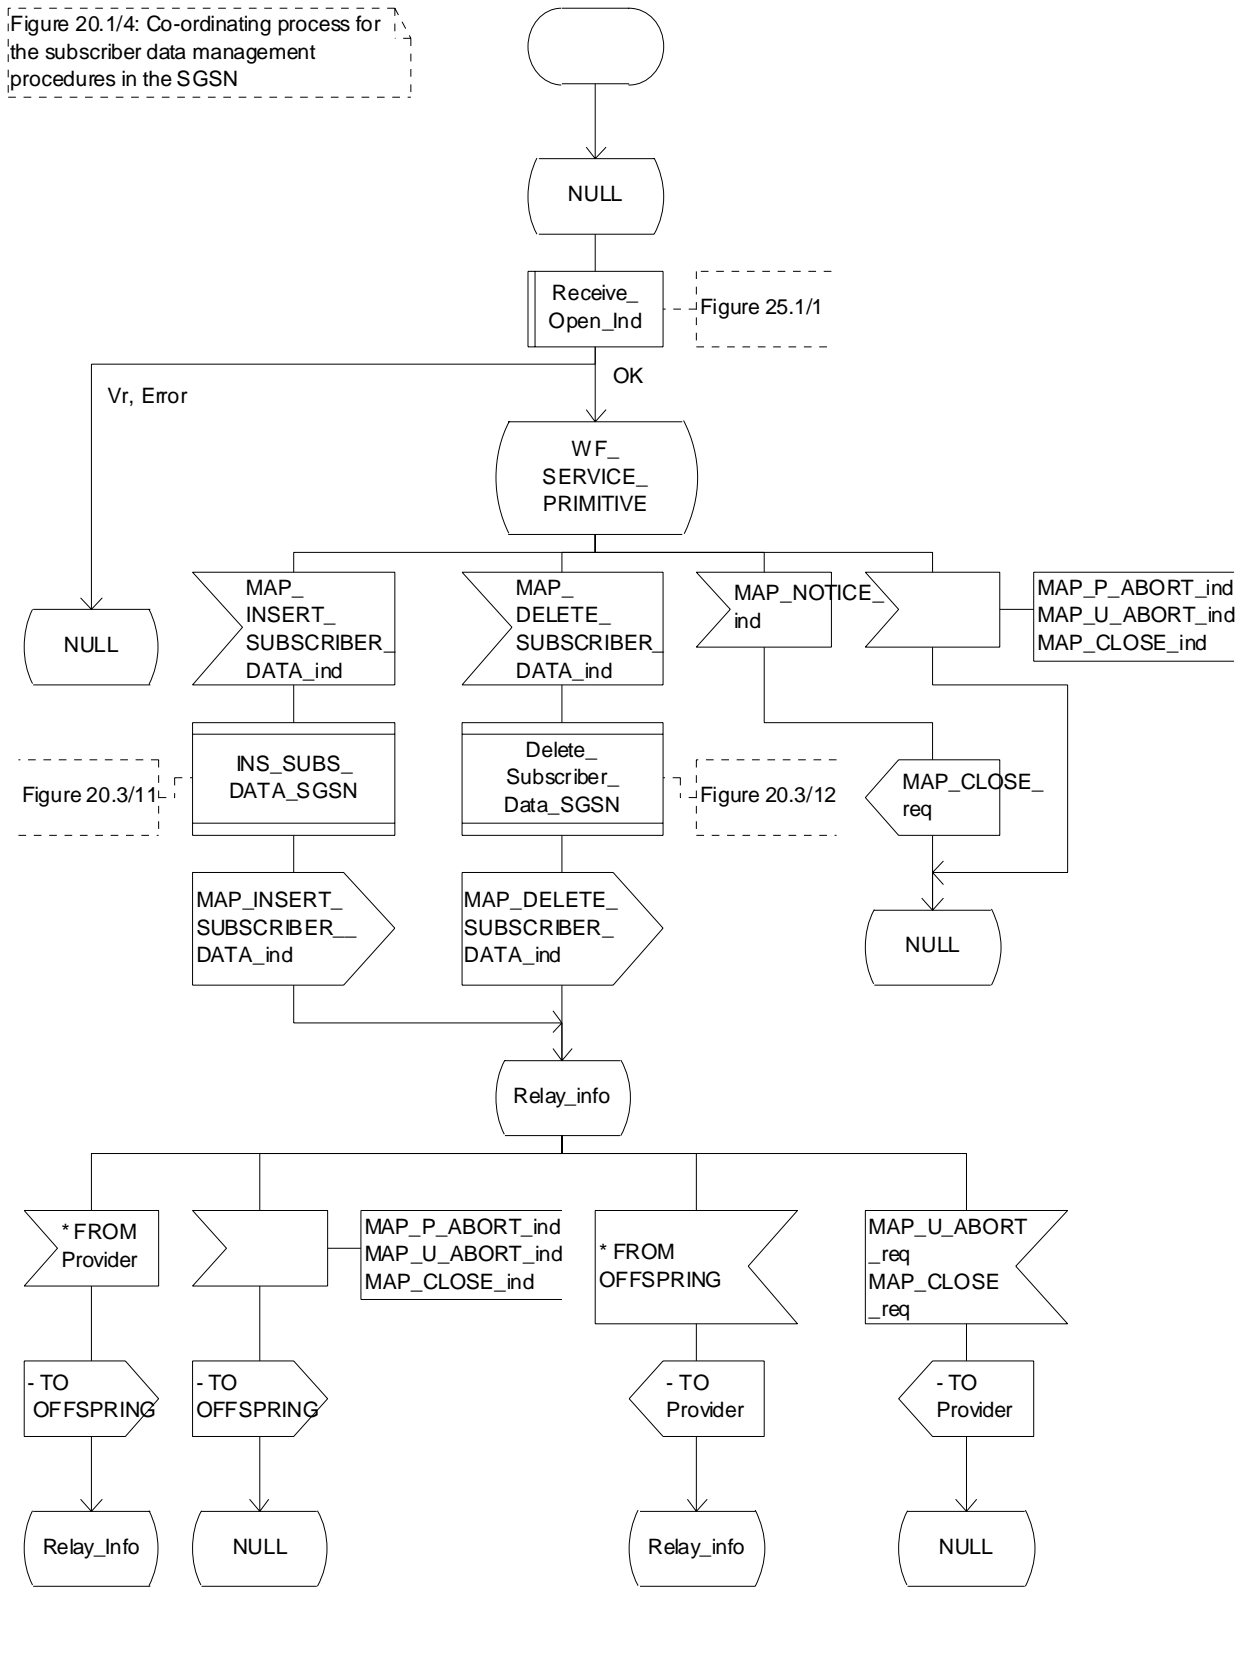 Figure 20.1/4: Co-ordinating process for
the subscriber data management
procedures in the SGSN
NULL
Receive_
Open_Ind
Figure 25.1/1
OK
Vr, Error
WF_
SERVICE_
PRIMITIVE
NULL
MAP_
INSERT_
SUBSCRIBER_
DATA_ind
MAP_
DELETE_
SUBSCRIBER_
DATA_ind
MAP_NOTICE_
ind
MAP_P_ABORT_ind
MAP_U_ABORT_ind
MAP_CLOSE_ind
Figure 20.3/11
INS_SUBS_
DATA_SGSN
Delete_
Subscriber_
Data_SGSN
Figure 20.3/12
MAP_CLOSE_
req
MAP_INSERT_
SUBSCRIBER__
DATA_ind
MAP_DELETE_
SUBSCRIBER_
DATA_ind
NULL
Relay_info
* FROM
Provider
MAP_P_ABORT_ind
MAP_U_ABORT_ind
MAP_CLOSE_ind
* FROM
OFFSPRING
MAP_U_ABORT
_req
MAP_CLOSE
_req
- TO
OFFSPRING
- TO
OFFSPRING
- TO
Provider
- TO
Provider
Relay_Info
NULL
Relay_info
NULL